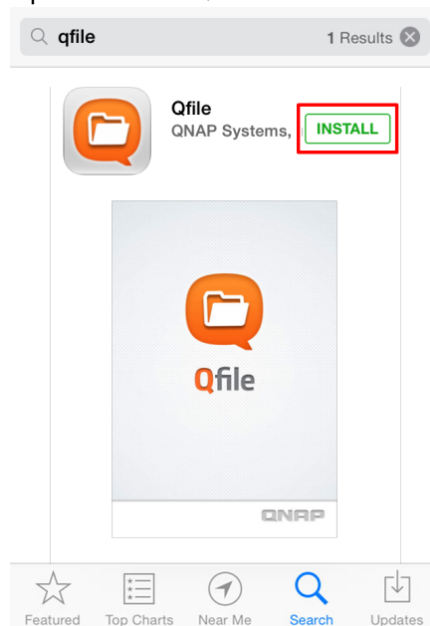 qfile 1 Results
Qfile
QNAP Systems, INSTALL
Qfile
QNAP
Featured Top Charts Near Me Search Updates